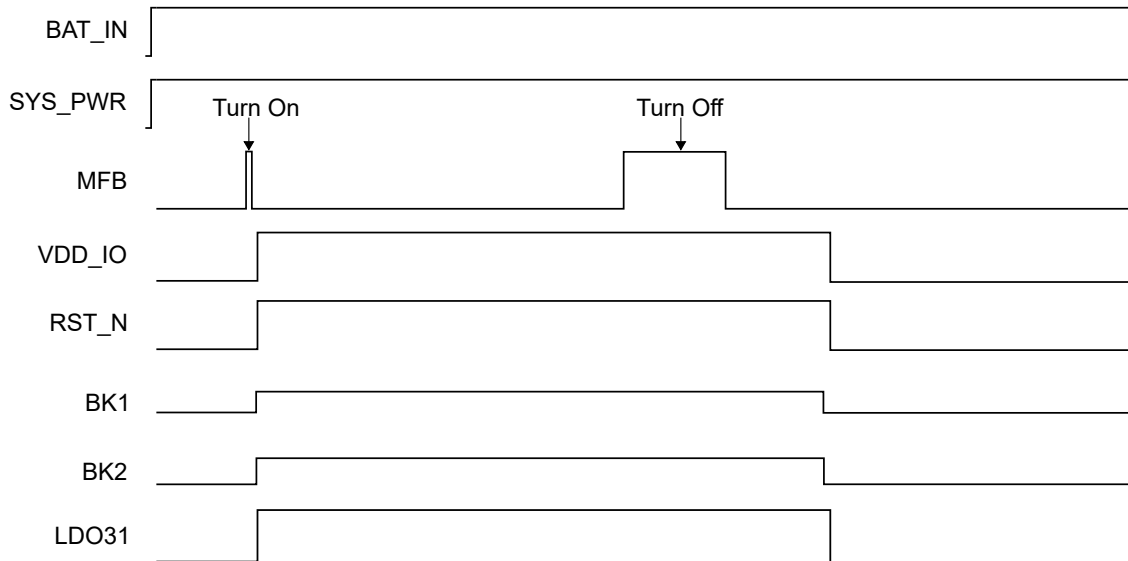 BAT_IN
SYS_PWR
Turn On
Turn Off
MFB
VDD_IO
RST_N
BK1
BK2
LDO31